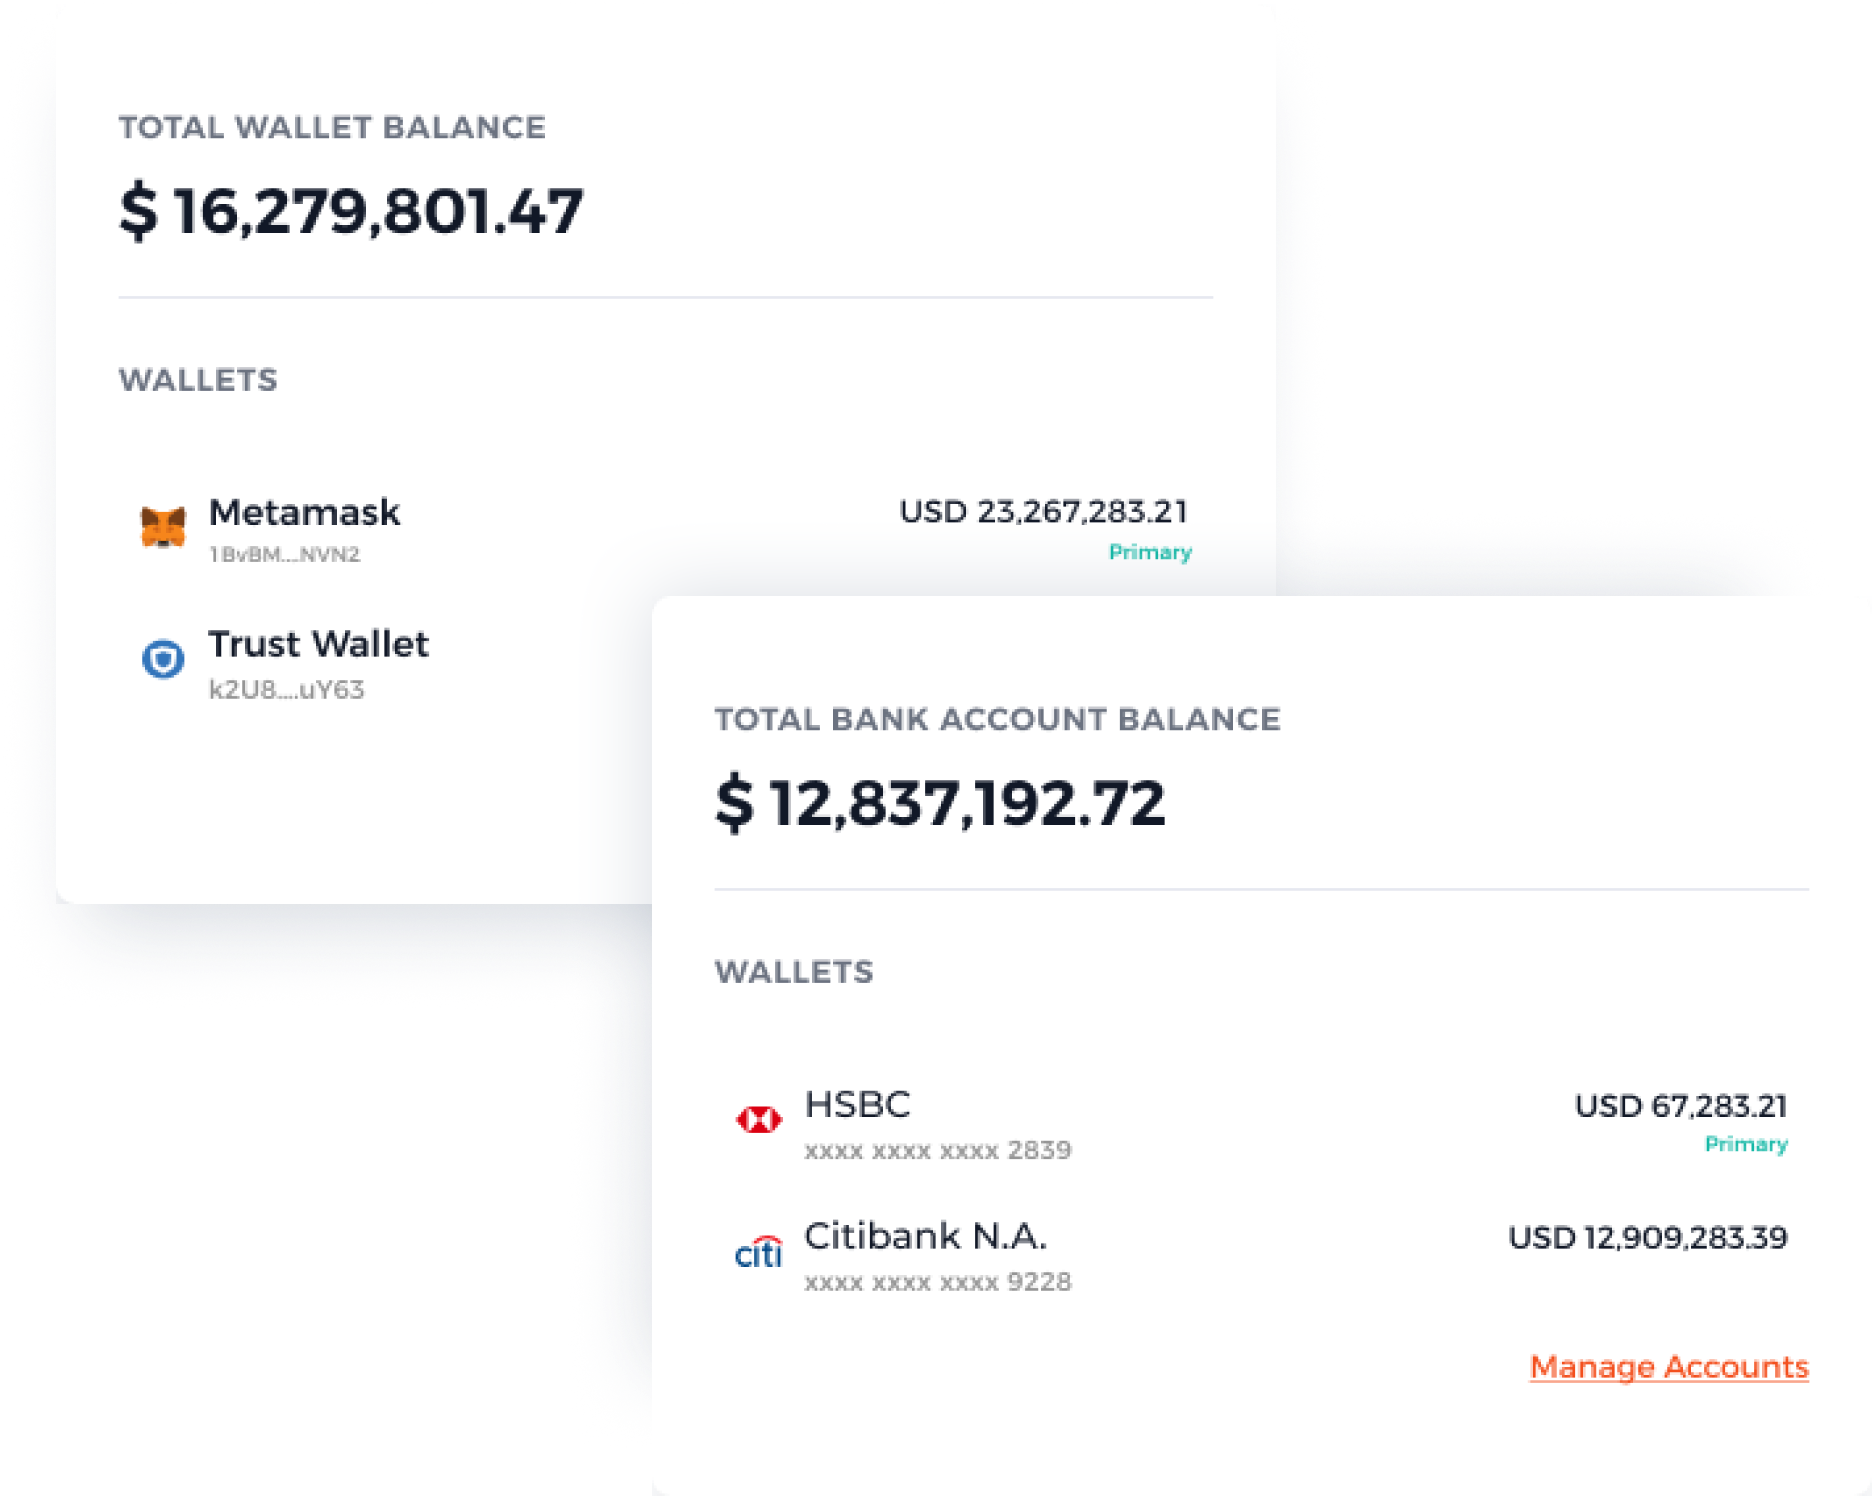 TOTAL WALLET BALANCE
$ 16,279,801.47
WALLETS
Metamask
USD 23,267,283.21
1BvBM....NVN2
Primary
Trust Wallet
k2U8....uY63
TOTAL BANK ACCOUNT BALANCE
$ 12,837,192.72
WALLETS
HSBC
USD 67,283.21
xxxx xxxx xxxx 2839
Primary
citi
Citibank N.A.
USD 12,909,283.39
xxxx xxxx xxxx 9228
Manage Accounts